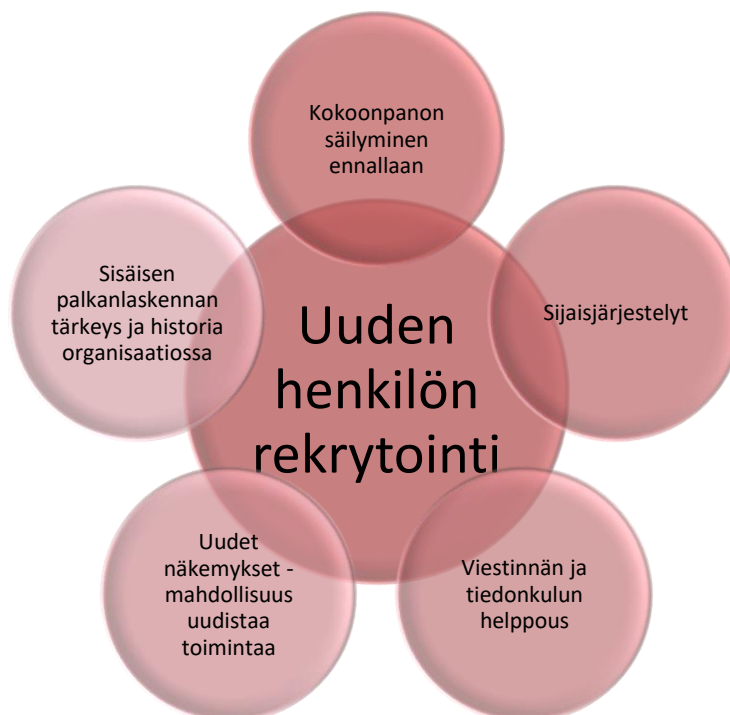 Kokoonpanon
säilyminen
ennallaan
Sijaisjärjestelyt
Viestinnän ja
tiedonkulun
helppous
Uudet
näkemykset -
mahdollisuus
uudistaa
toimintaa
Sisäisen
palkanlaskennan
tärkeys ja historia
organisaatiossa
Uuden
henkilön
rekrytointi